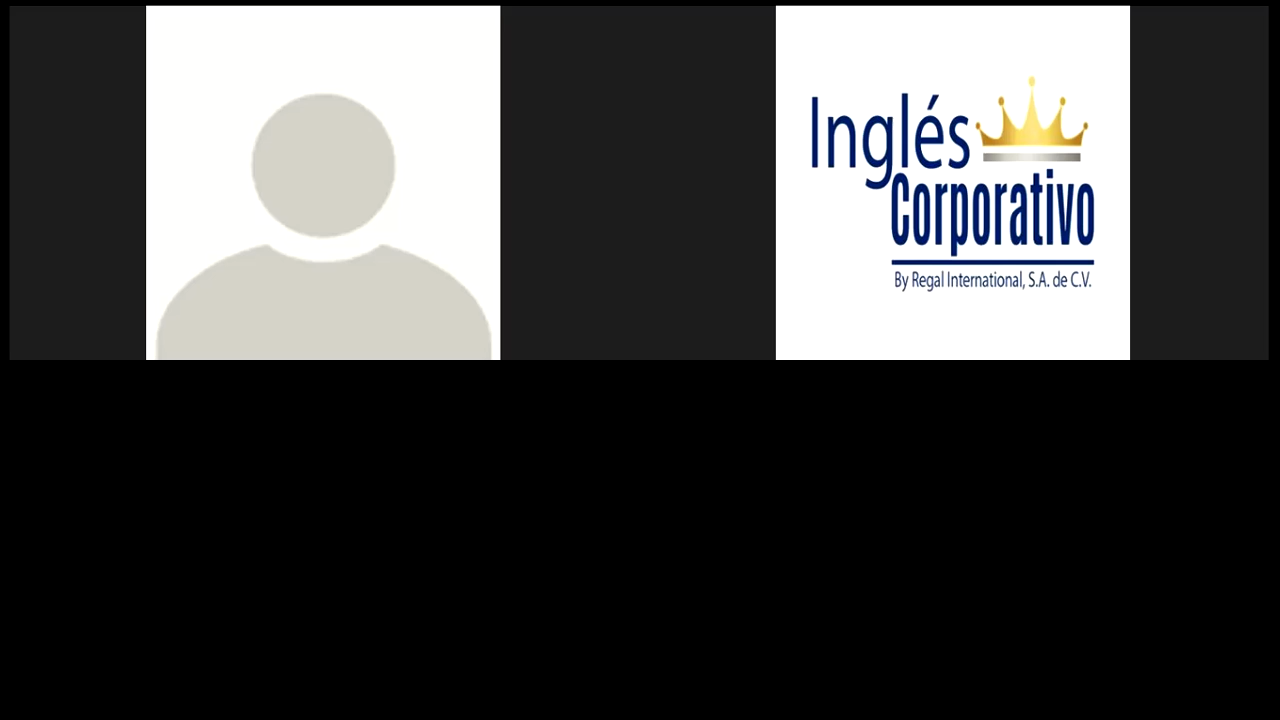 Inglés
Corporativo
By Regal International, S.A. de C.V.